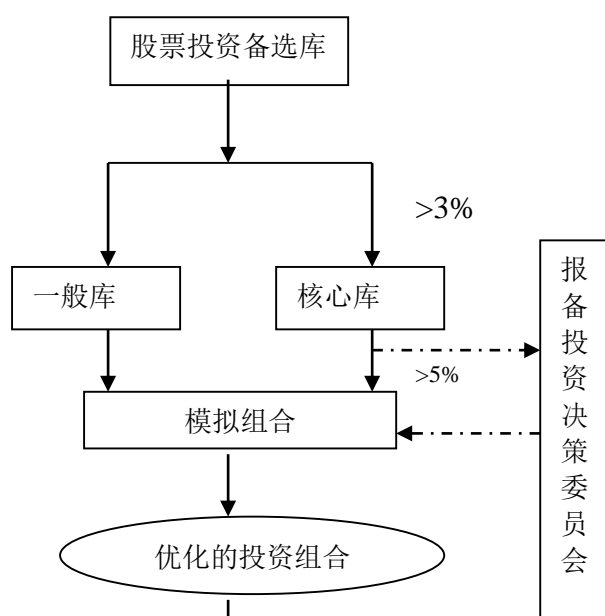 股票投资备选库
>3%
一般库
核心库
报备投资决策委员会
>5%
模拟组合
优化的投资组合